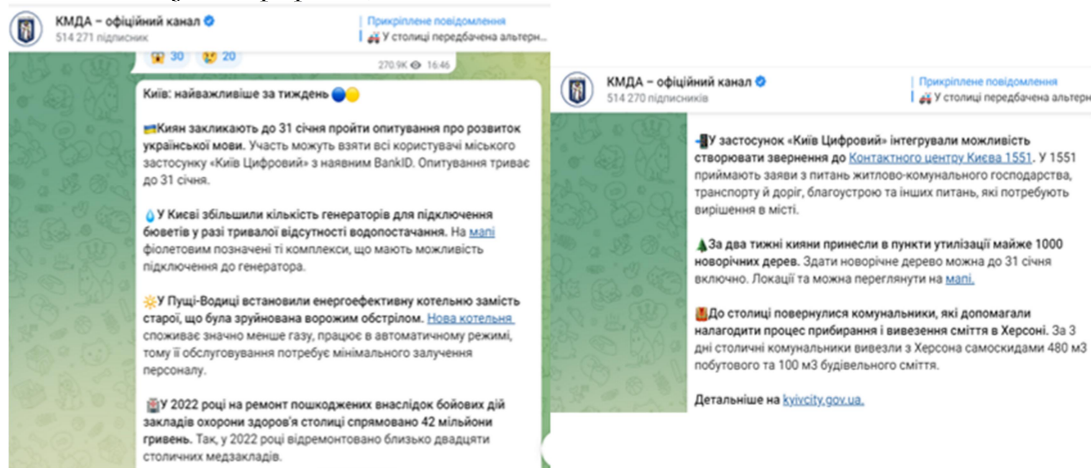 КМДА – офіційний канал
514 271 підписник
Прикріплене повідомлення
У столиці передбачена альтерн...
30 20
270.9K 16:46
Київ: найважливіше за тиждень
Киян закликають до 31 січня пройти опитування про розвиток
української мови. Участь можуть взяти всі користувачі міського
застосунку «Київ Цифровий» з наявним BankID. Опитування триває
до 31 січня.
У Києві збільшили кількість генераторів для підключення
бюветів у разі тривалої відсутності водопостачання. На мапі
фіолетовим позначені ті комплекси, що мають можливість
підключення до генератора.
У Пущі-Водиці встановили енергоефективну котельню замість
старої, що була зруйнована ворожим обстрілом. Нова котельня
споживає значно менше газу, працює в автоматичному режимі,
тому її обслуговування потребує мінімального залучення
персоналу.
У 2022 році на ремонт пошкоджених внаслідок бойових дій
закладів охорони здоров'я столиці спрямовано 42 мільйони
гривень. Так, у 2022 році відремонтовано близько двадцяти
столичних медзакладів.
КМДА – офіційний канал
514 270 підписників
Прикріплене повідомлення
У столиці передбачена альтерн
У застосунок «Київ Цифровий» інтегрували можливість
створювати звернення до Контактного центру Києва 1551. У 1551
приймають заяви з питань житлово-комунального господарства,
транспорту й доріг, благоустрою та інших питань, які потребують
вирішення в місті.
За два тижні кияни принесли в пункти утилізації майже 1000
новорічних дерев. Здати новорічне дерево можна до 31 січня
включно. Локації та можна переглянути на мапі.
До столиці повернулися комунальники, які допомагали
налагодити процес прибирання і вивезення сміття в Херсоні. За 3
дні столичні комунальники вивезли з Херсона самоскидами 480 м3
побутового та 100 м3 будівельного сміття.
Детальніше на kyivcity.gov.ua.